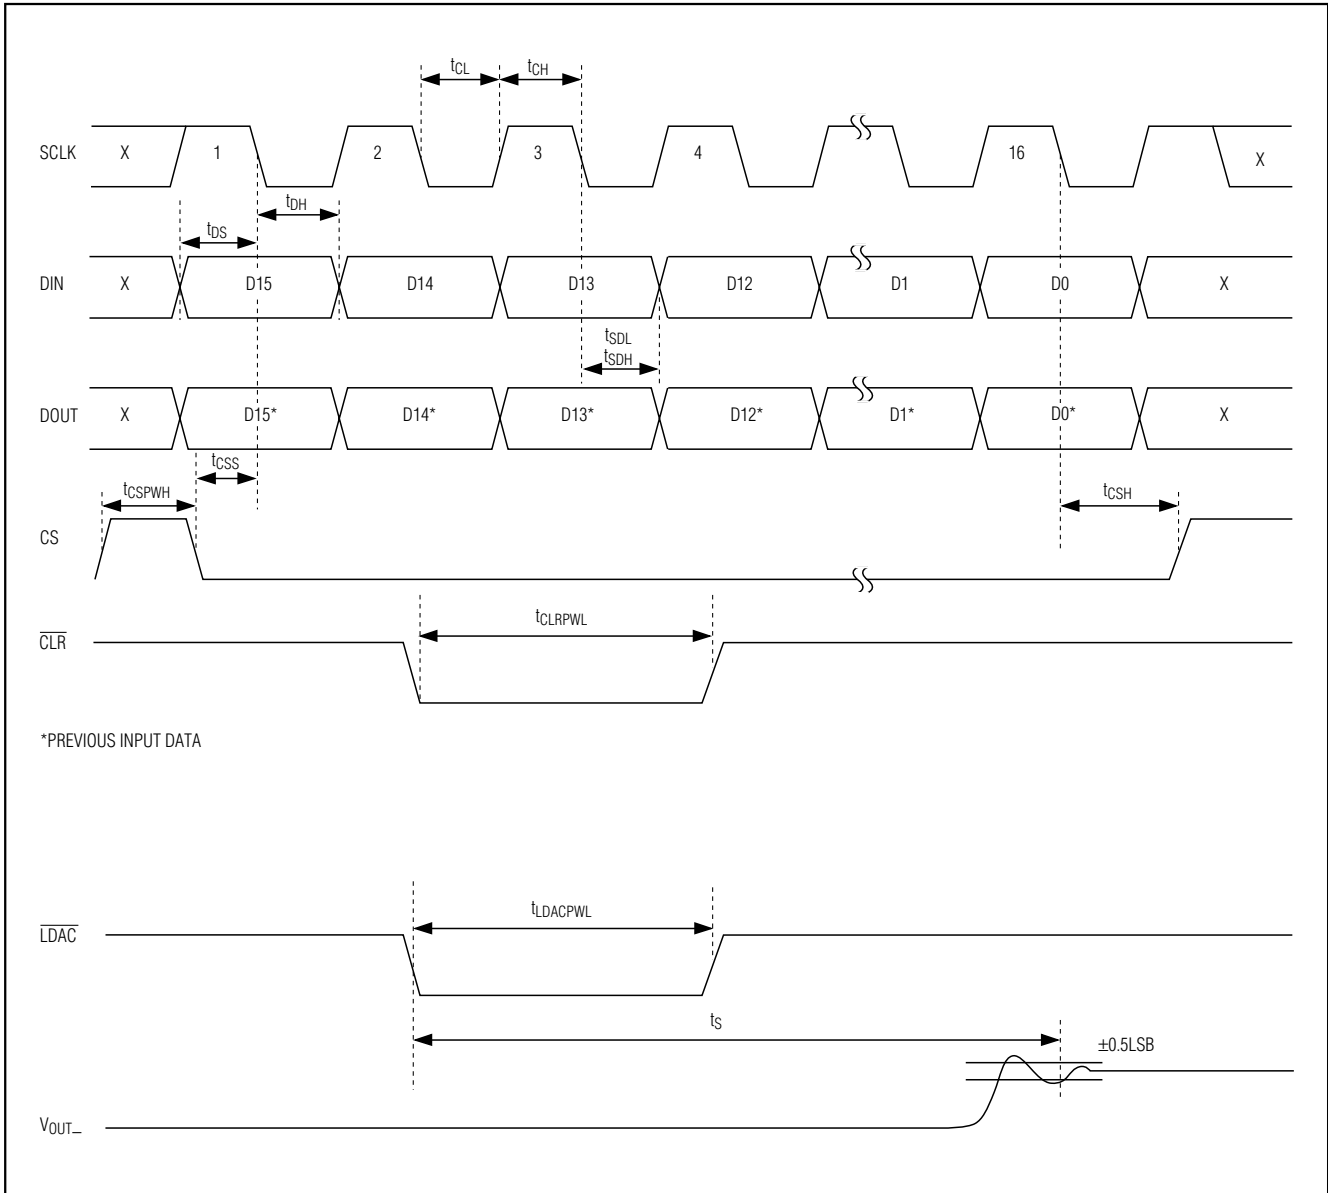 tCL tCH
SCLK X 1 2 3 4 16 X
tDH
tDS
DIN X D15 D14 D13 D12 D1 D0 X
tSDL
tSDH
DOUT X D15* D14* D13* D12* D1* D0* X
tCSS
tCSPWH tCSH
CS
tCLRPWL
CLR
*PREVIOUS INPUT DATA
tLDACPWL
LDAC
tS
±0.5LSB
VOUT_